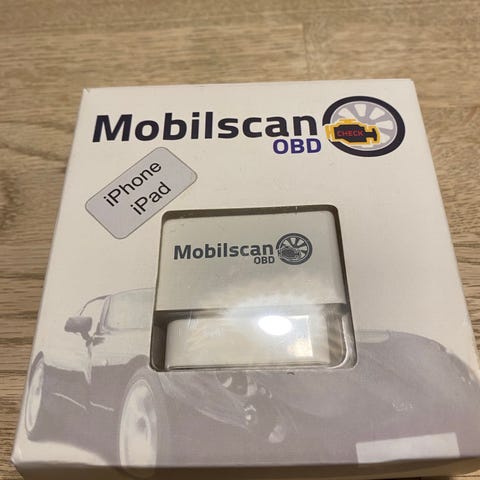 Mobilscan
OBD
CHECK
iPhone
iPad
Mobilscan
OBD